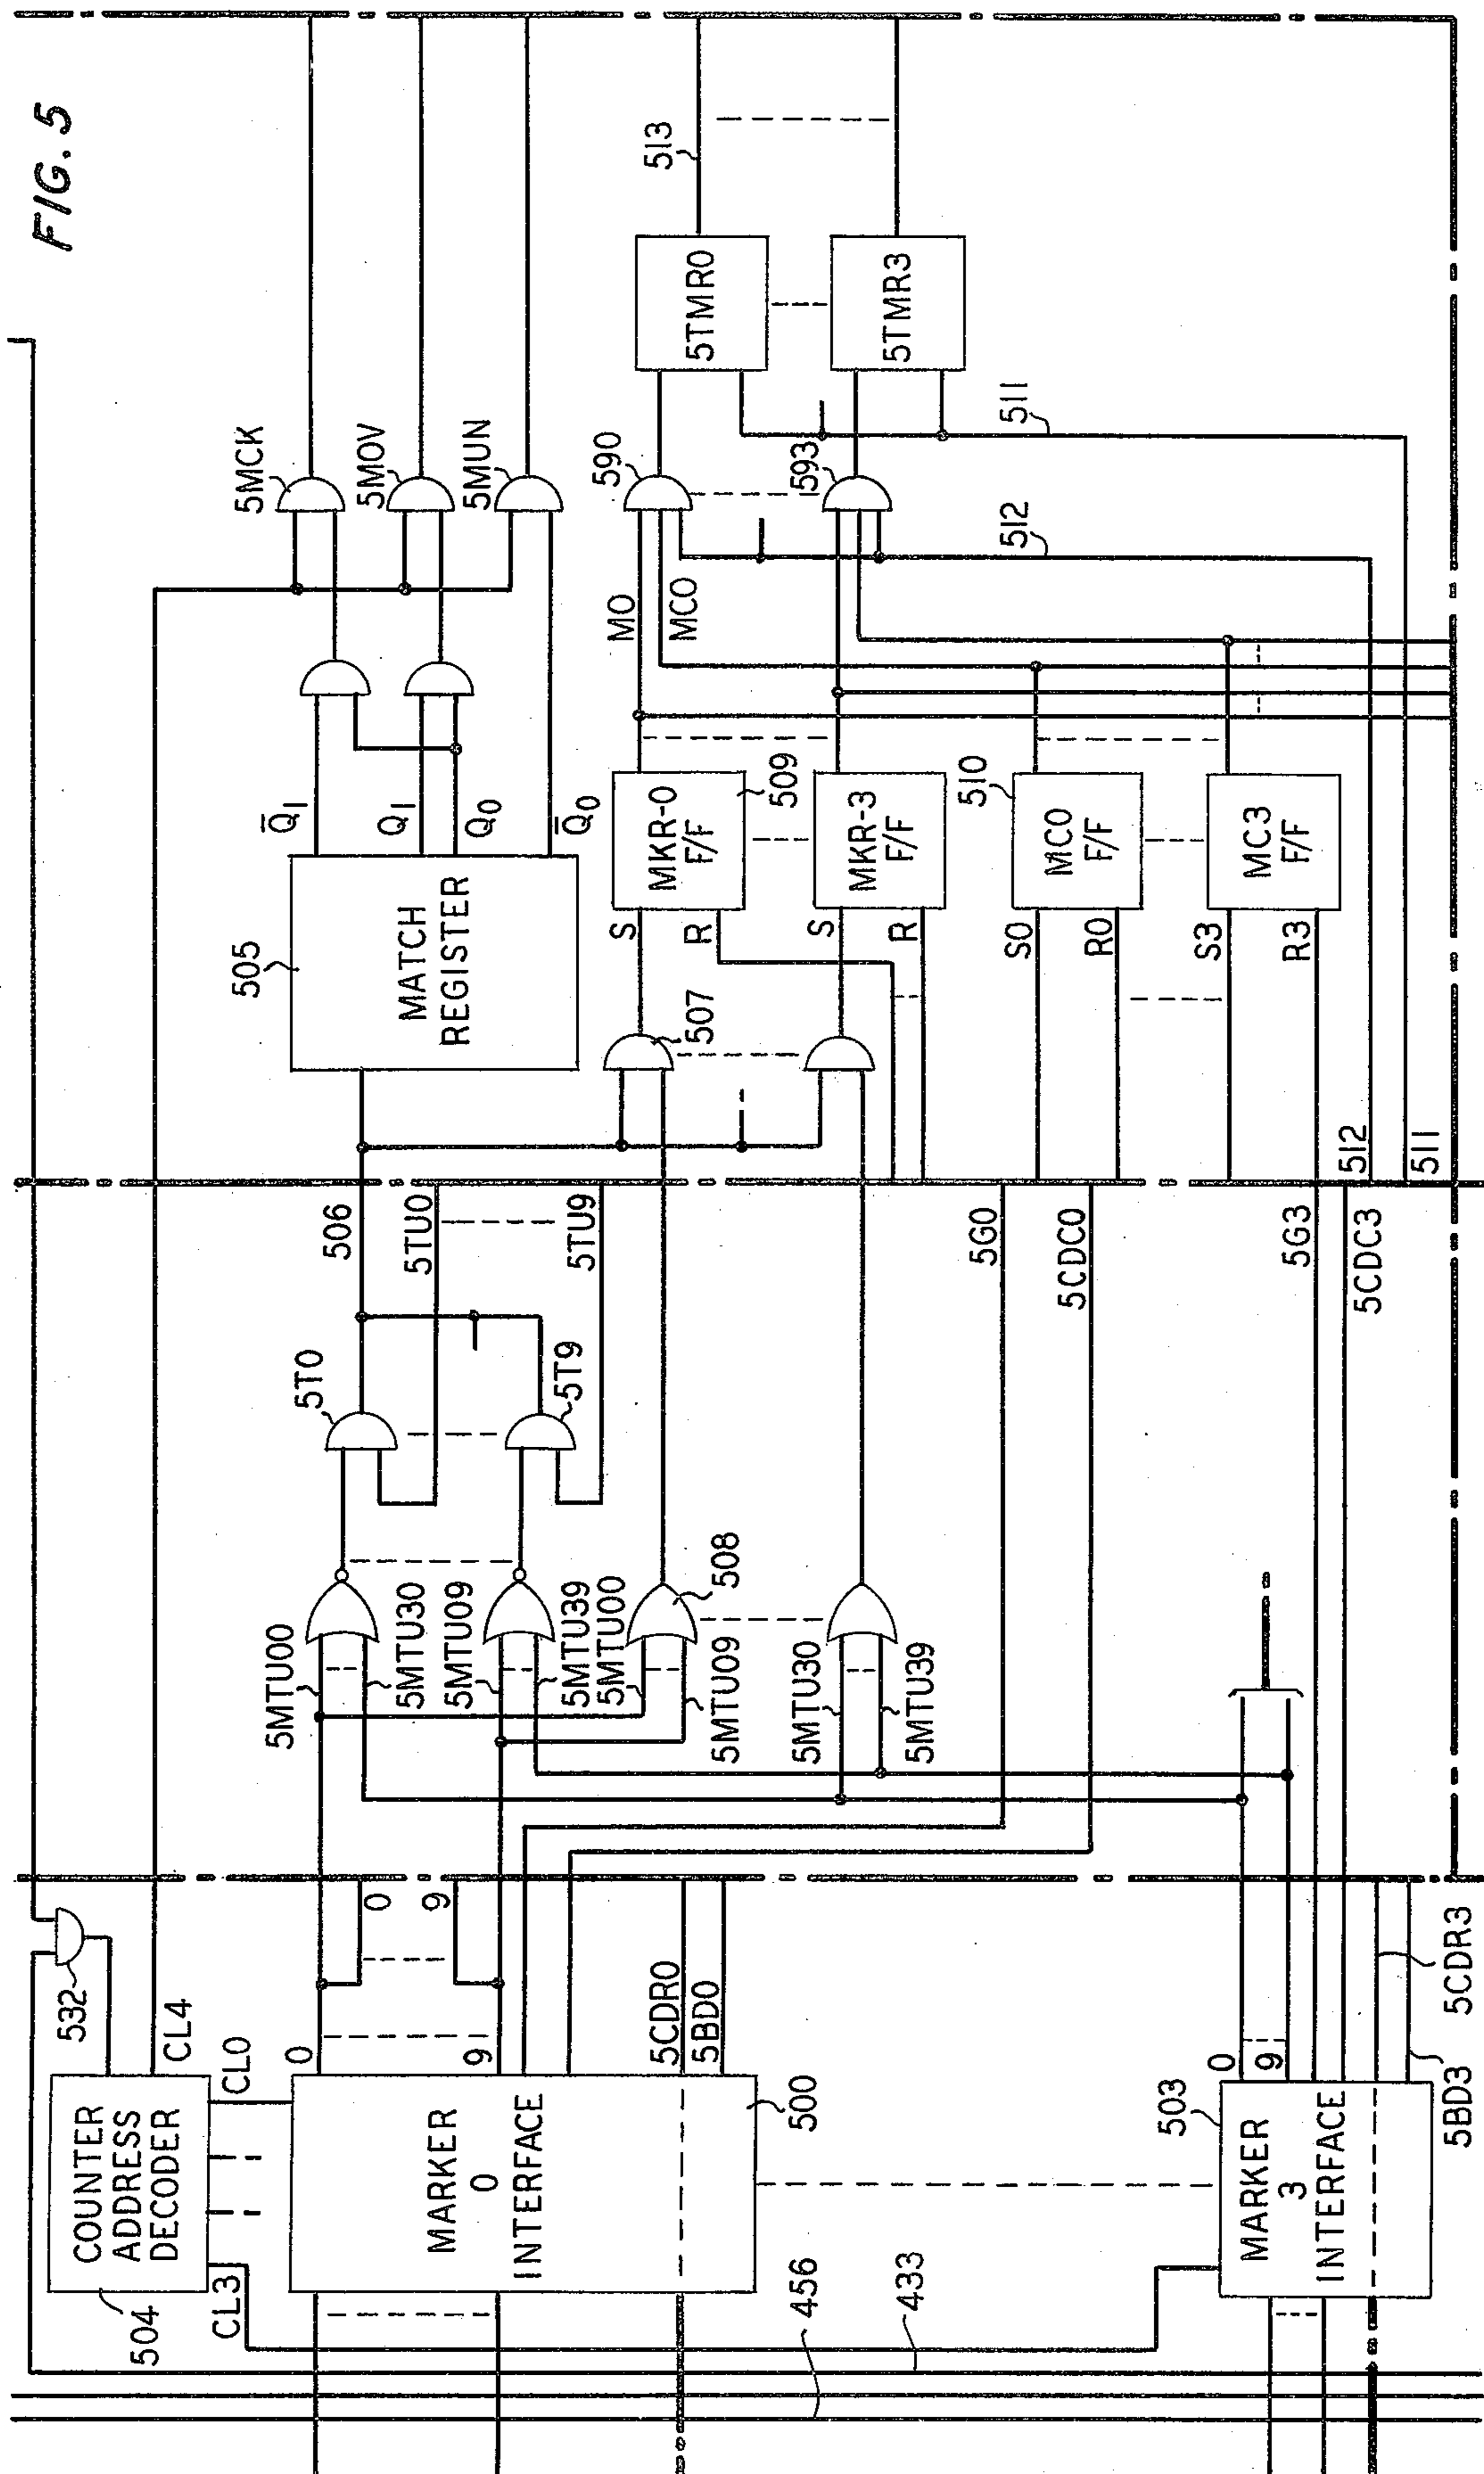 FIG. 5
COUNTER
ADDRESS
DECODER
504
532
CL4
CL0
CL3
MARKER
0
INTERFACE
500
0
9
0
9
5CDR0
5BD0
456
433
MARKER
3
INTERFACE
503
0
9
5BD3
5CDR3
5MTU00
5MTU30
5MTU09
5MTU39
5MTU00
5MTU09
508
5MTU30
5MTU39
5T0
5T9
506
5TU0
5TU9
5G0
5CDC0
5G3
5CDC3
512
511
505
MATCH
REGISTER
Q̅1
Q1
Q0
Q̅0
507
S
R
MKR-0
F/F
509
S
R
MKR-3
F/F
S0
R0
MC0
F/F
510
S3
R3
MC3
F/F
M0
MC0
5MCK
5MOV
5MUN
590
593
512
511
5TMR0
5TMR3
513